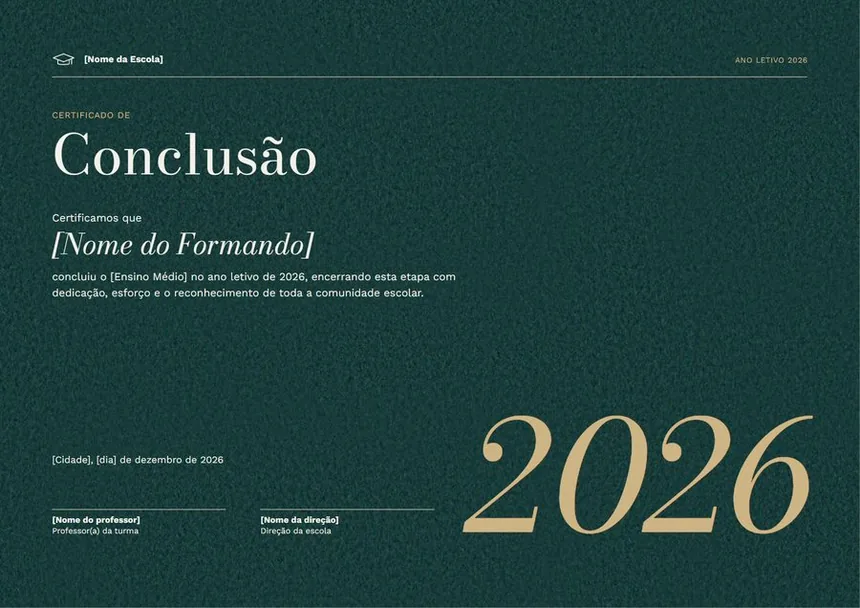 [Nome da Escola]
ANO LETIVO 2026
CERTIFICADO DE
Conclusão
Certificamos que
[Nome do Formando]
concluiu o [Ensino Médio] no ano letivo de 2026, encerrando esta etapa com
dedicação, esforço e o reconhecimento de toda a comunidade escolar.
[Cidade], [dia] de dezembro de 2026
[Nome do professor]
Professor(a) da turma
[Nome da direção]
Direção da escola
2026